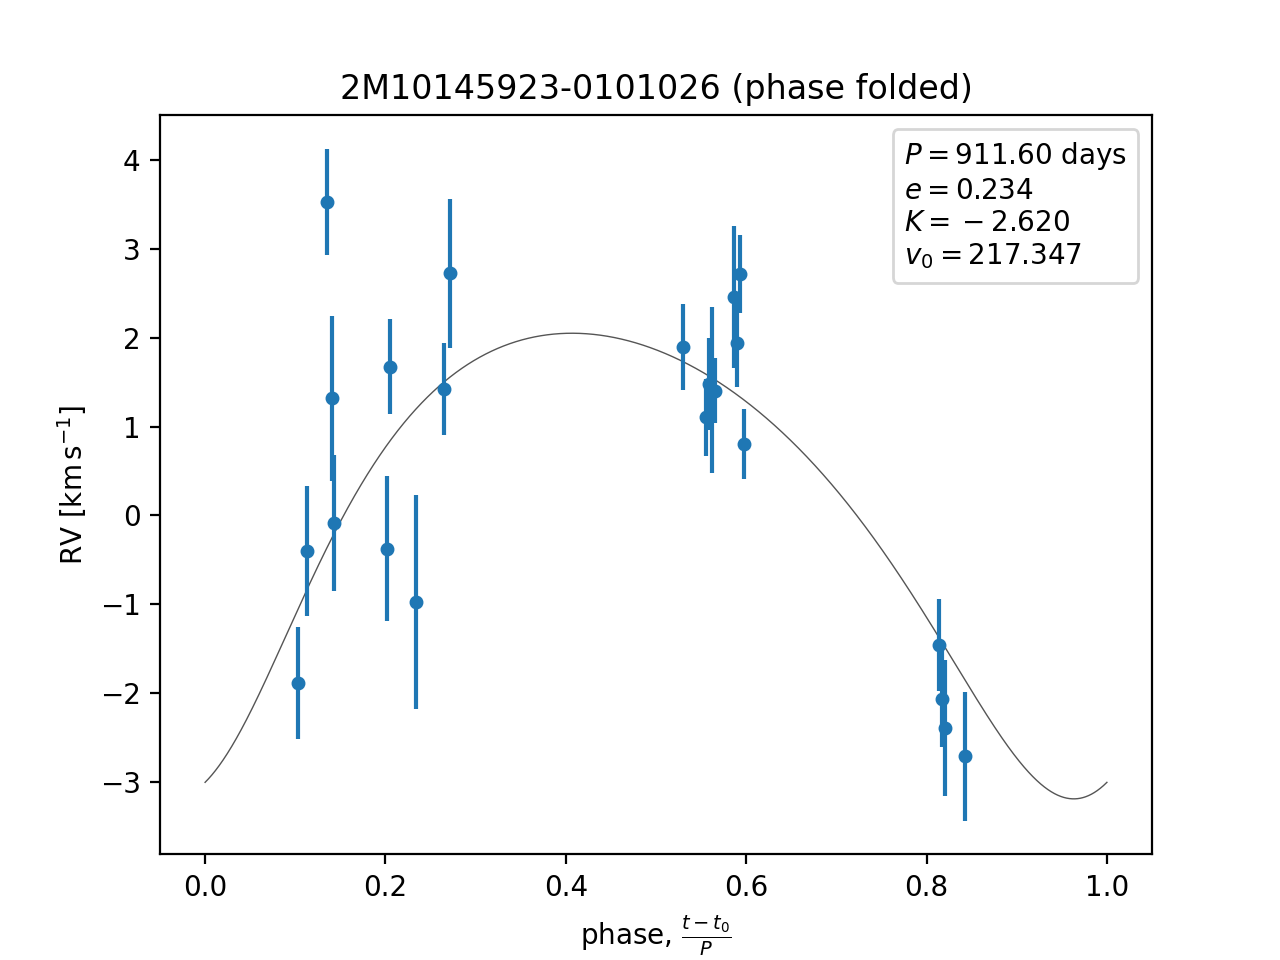 2M10145923-0101026 (phase folded)
P = 911.60 days
e = 0.234
K = −2.620
v₀ = 217.347
RV [km s⁻¹]
4
3
2
1
0
−1
−2
−3
0.0 0.2 0.4 0.6 0.8 1.0
phase, (t − t₀)/P